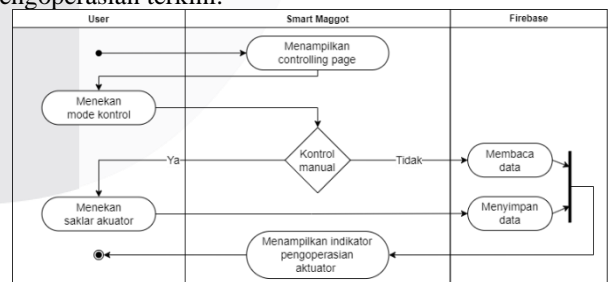 engoperasian terkini.
User
Smart Maggot
Firebase
Menampilkan
controlling page
Menekan
mode kontrol
Kontrol
manual
Ya
Tidak
Membaca
data
Menekan
saklar akuator
Menyimpan
data
Menampilkan indikator
pengoperasian
aktuator